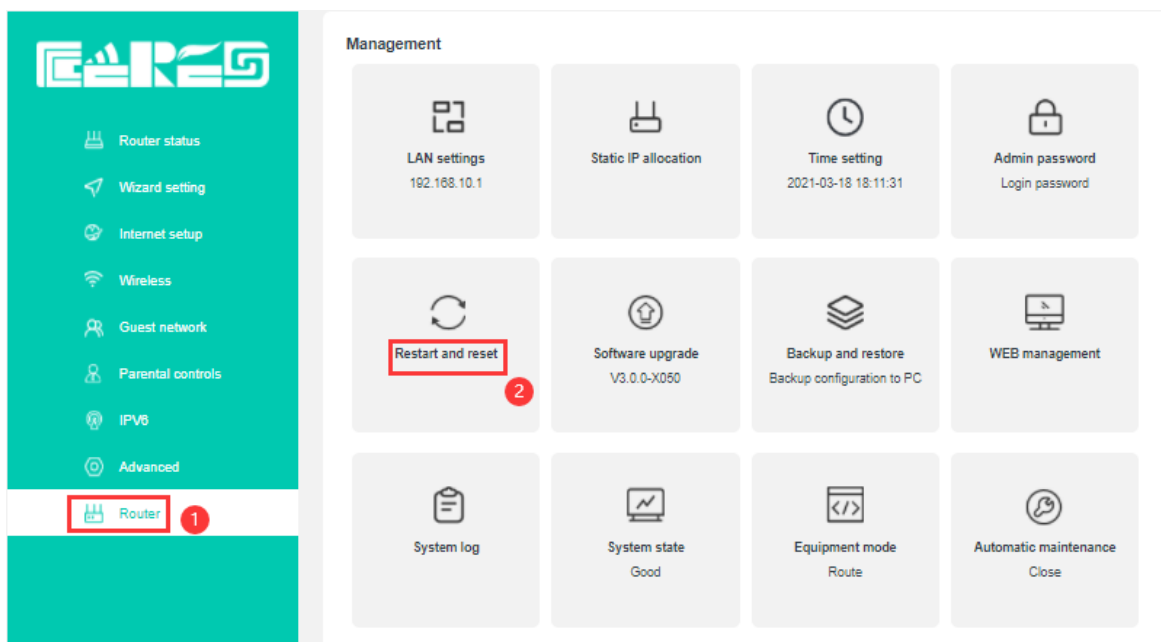 Router status
Wizard setting
Internet setup
Wireless
Guest network
Parental controls
IPV6
Advanced
Router
1
Management
LAN settings
192.168.10.1
Static IP allocation
Time setting
2021-03-18 18:11:31
Admin password
Login password
Restart and reset
2
Software upgrade
V3.0.0-X050
Backup and restore
Backup configuration to PC
WEB management
System log
System state
Good
Equipment mode
Route
Automatic maintenance
Close